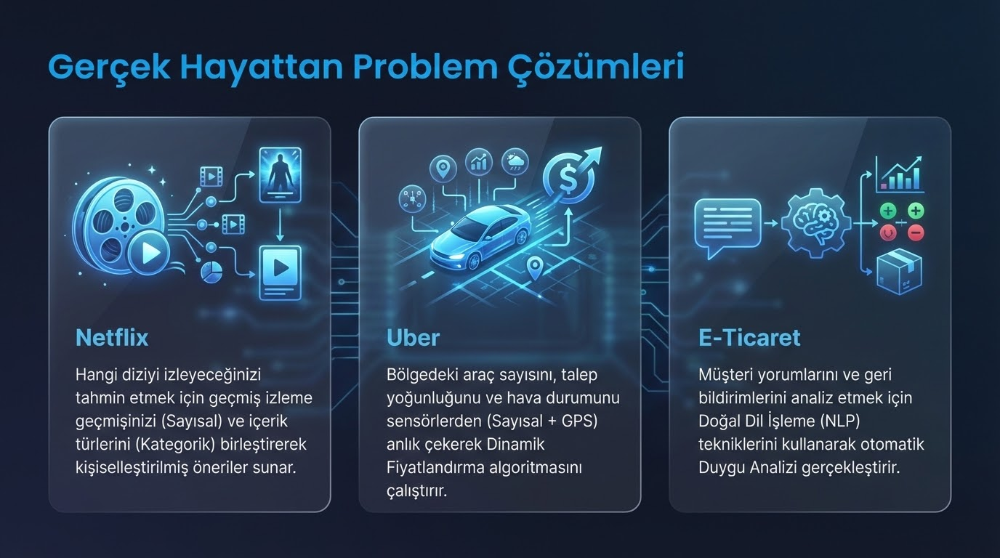 Gerçek Hayattan Problem Çözümleri
Netflix
Hangi diziyi izleyeceğinizi
tahmin etmek için geçmiş izleme
geçmişinizi (Sayısal) ve içerik
türlerini (Kategorik) birleştirerek
kişiselleştirilmiş öneriler sunar.
Uber
Bölgedeki araç sayısını, talep
yoğunluğunu ve hava durumunu
sensörlerden (Sayısal + GPS)
anlık çekerek Dinamik
Fiyatlandırma algoritmasını
çalıştırır.
E-Ticaret
Müşteri yorumlarını ve geri
bildirimlerini analiz etmek için
Doğal Dil İşleme (NLP)
tekniklerini kullanarak otomatik
Duygu Analizi gerçekleştirir.